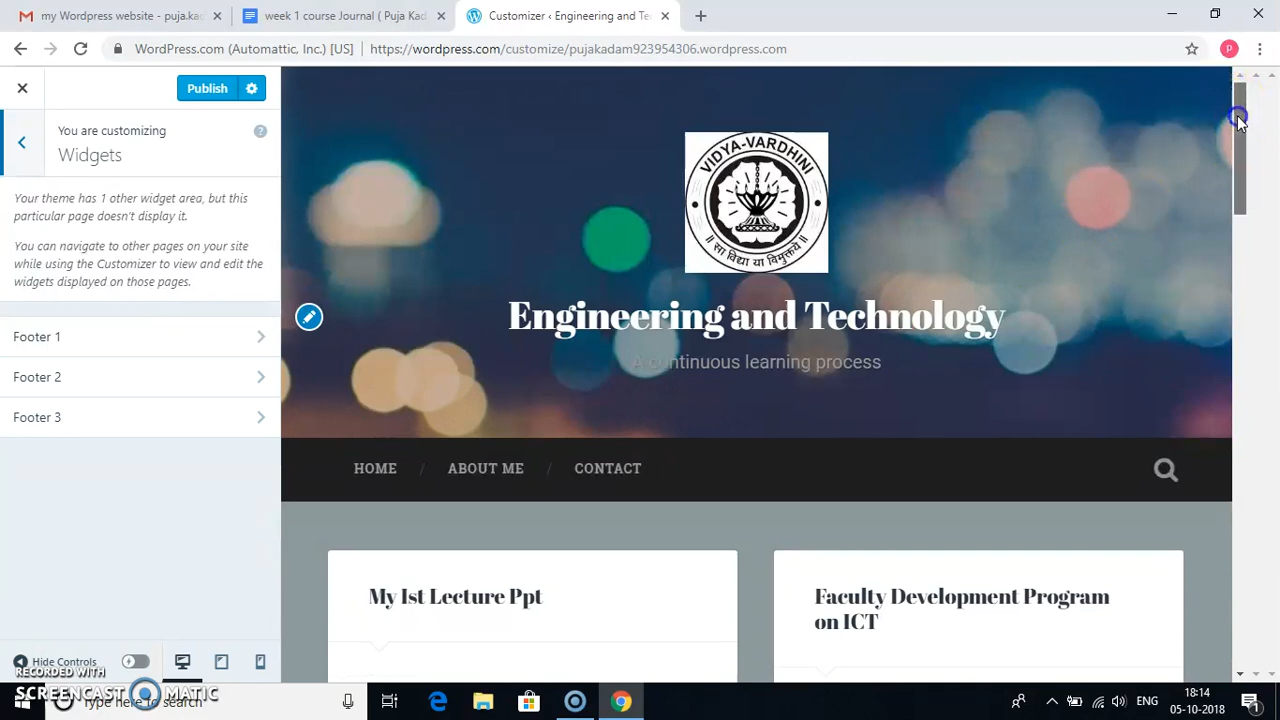 my Wordpress website - puja.ka
week 1 course Journal ( Puja Kad
Customizer ‹ Engineering and Te
WordPress.com (Automattic, Inc.) [US]
https://wordpress.com/customize/pujakadam923954306.wordpress.com
P
Publish
You are customizing
Widgets
Your theme has 1 other widget area, but this
particular page doesn't display it.
You can navigate to other pages on your site
while using the Customizer to view and edit the
widgets displayed on those pages.
Footer 1
Footer 2
Footer 3
Hide Controls
VIDYA-VARDHINI
॥ सा विद्या या विमुक्तये ॥
Engineering and Technology
A continuous learning process
HOME / ABOUT ME / CONTACT
My Ist Lecture Ppt
Faculty Development Program
on ICT
RECORDED WITH
SCREENCAST MATIC
Type here to search
ENG
18:14
05-10-2018
1